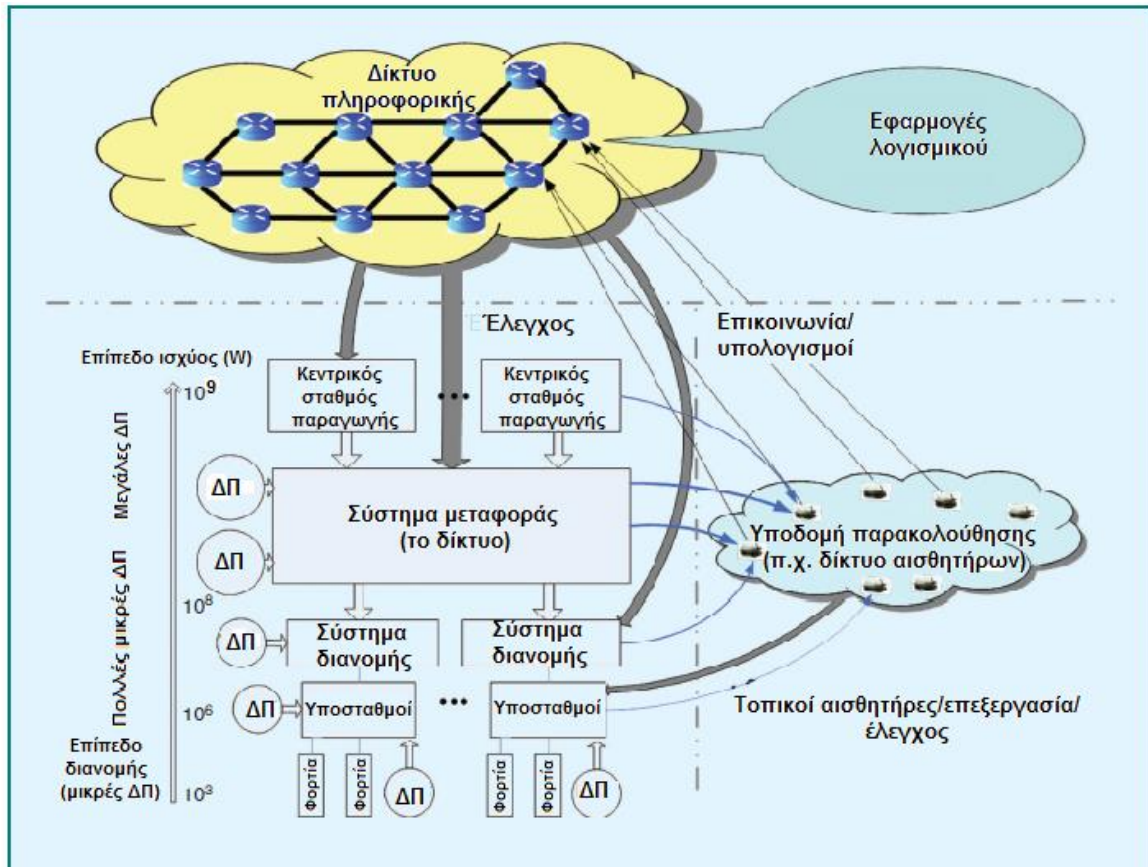 Δίκτυο
πληροφορικής
Εφαρμογές
λογισμικού
Έλεγχος
Επικοινωνία/
υπολογισμοί
Επίπεδο ισχύος (W)
10⁹
Κεντρικός
σταθμός
παραγωγής
...
Κεντρικός
σταθμός
παραγωγής
Μεγάλες ΔΠ
ΔΠ
Σύστημα μεταφοράς
(το δίκτυο)
ΔΠ
Υποδομή παρακολούθησης
(π.χ. δίκτυο αισθητήρων)
10⁸
Πολλές μικρές ΔΠ
ΔΠ
Σύστημα
διανομής
Σύστημα
διανομής
10⁶
ΔΠ
Υποσταθμοί
...
Υποσταθμοί
Τοπικοί αισθητήρες/επεξεργασία/
έλεγχος
Επίπεδο
διανομής
(μικρές ΔΠ)
10³
Φορτία
Φορτία
ΔΠ
Φορτία
Φορτία
ΔΠ